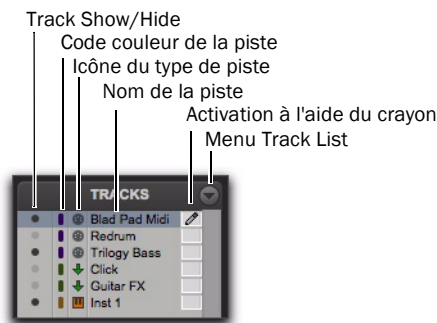 Track Show/Hide
Code couleur de la piste
Icône du type de piste
Nom de la piste
Activation à l'aide du crayon
Menu Track List
TRACKS
Blad Pad Midi
Redrum
Trilogy Bass
Click
Guitar FX
Inst 1